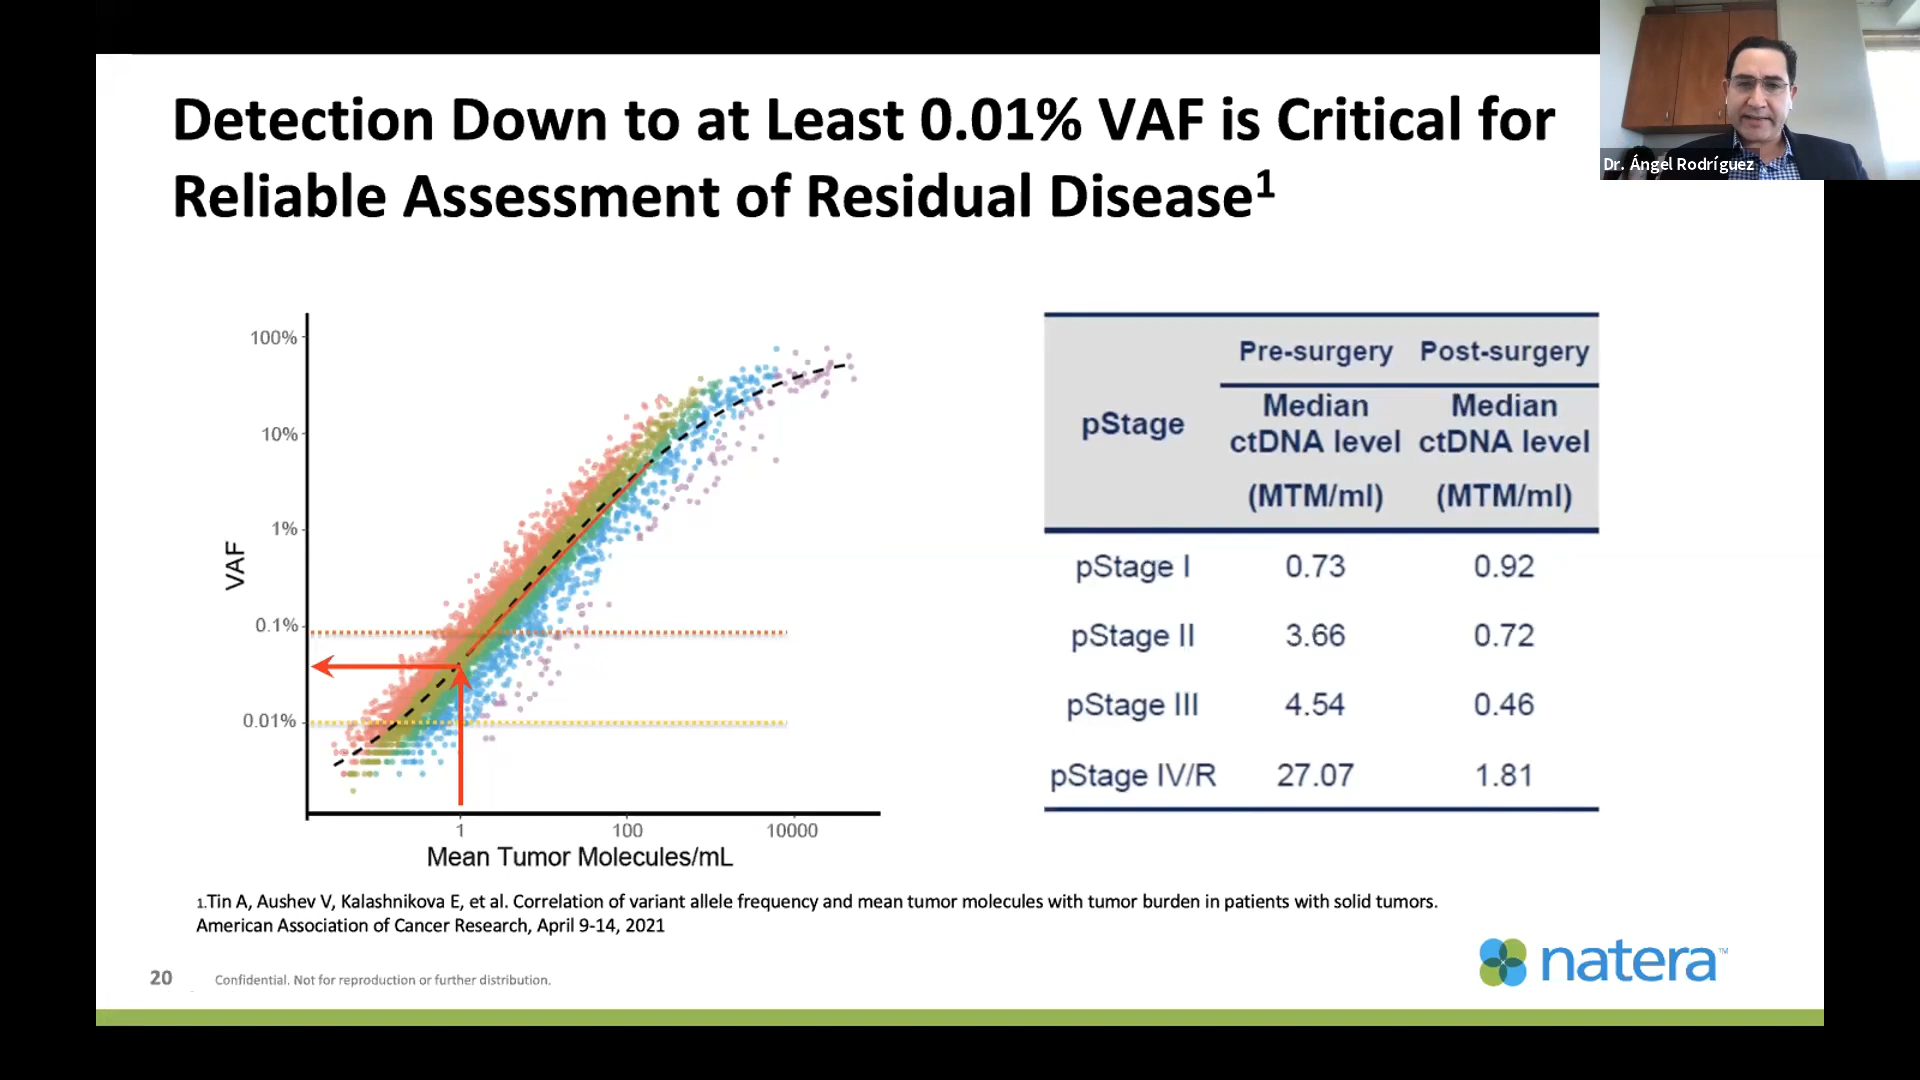 Detection Down to at Least 0.01% VAF is Critical for
Reliable Assessment of Residual Disease¹
Dr. Ángel Rodríguez
100%
10%
1%
0.1%
0.01%
VAF
1 100 10000
Mean Tumor Molecules/mL
pStage
Pre-surgery Post-surgery
Median ctDNA level (MTM/ml) Median ctDNA level (MTM/ml)
pStage I 0.73 0.92
pStage II 3.66 0.72
pStage III 4.54 0.46
pStage IV/R 27.07 1.81
1.Tin A, Aushev V, Kalashnikova E, et al. Correlation of variant allele frequency and mean tumor molecules with tumor burden in patients with solid tumors.
American Association of Cancer Research, April 9-14, 2021
20 Confidential. Not for reproduction or further distribution.
natera™